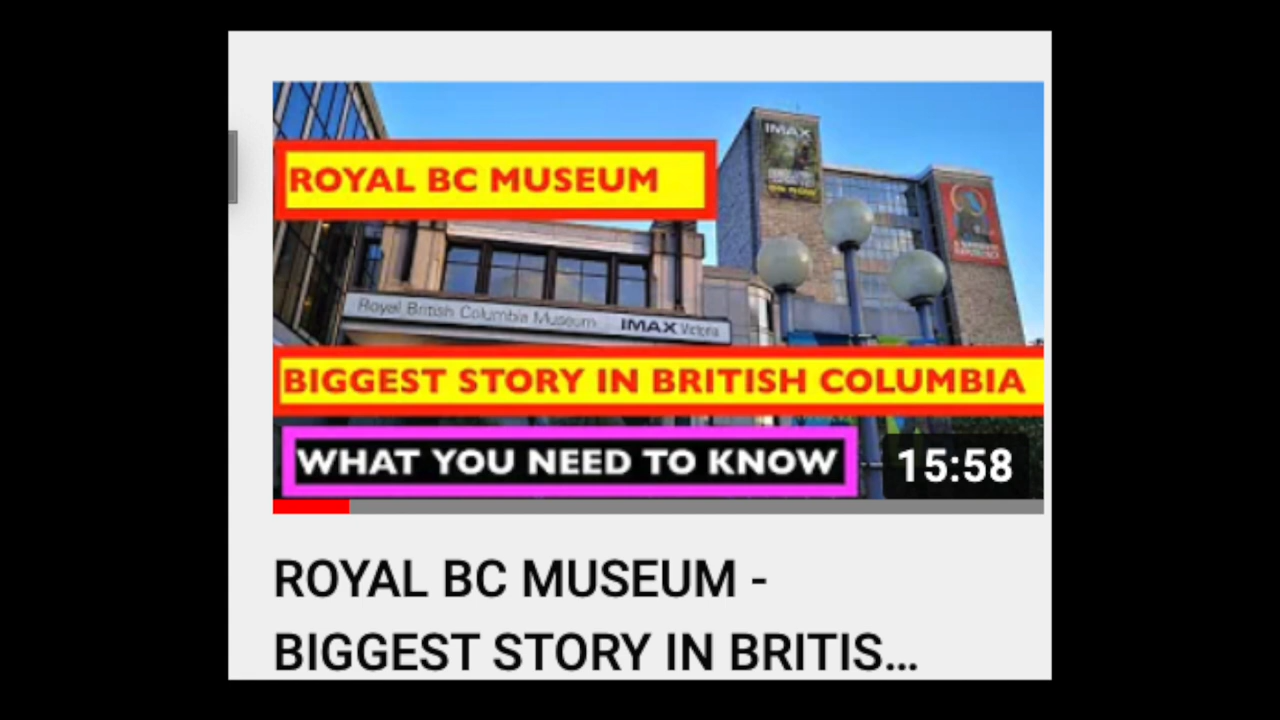 IMAX
ROYAL BC MUSEUM
Royal British Columbia Museum IMAX Victoria
BIGGEST STORY IN BRITISH COLUMBIA
WHAT YOU NEED TO KNOW
15:58
ROYAL BC MUSEUM -
BIGGEST STORY IN BRITIS...